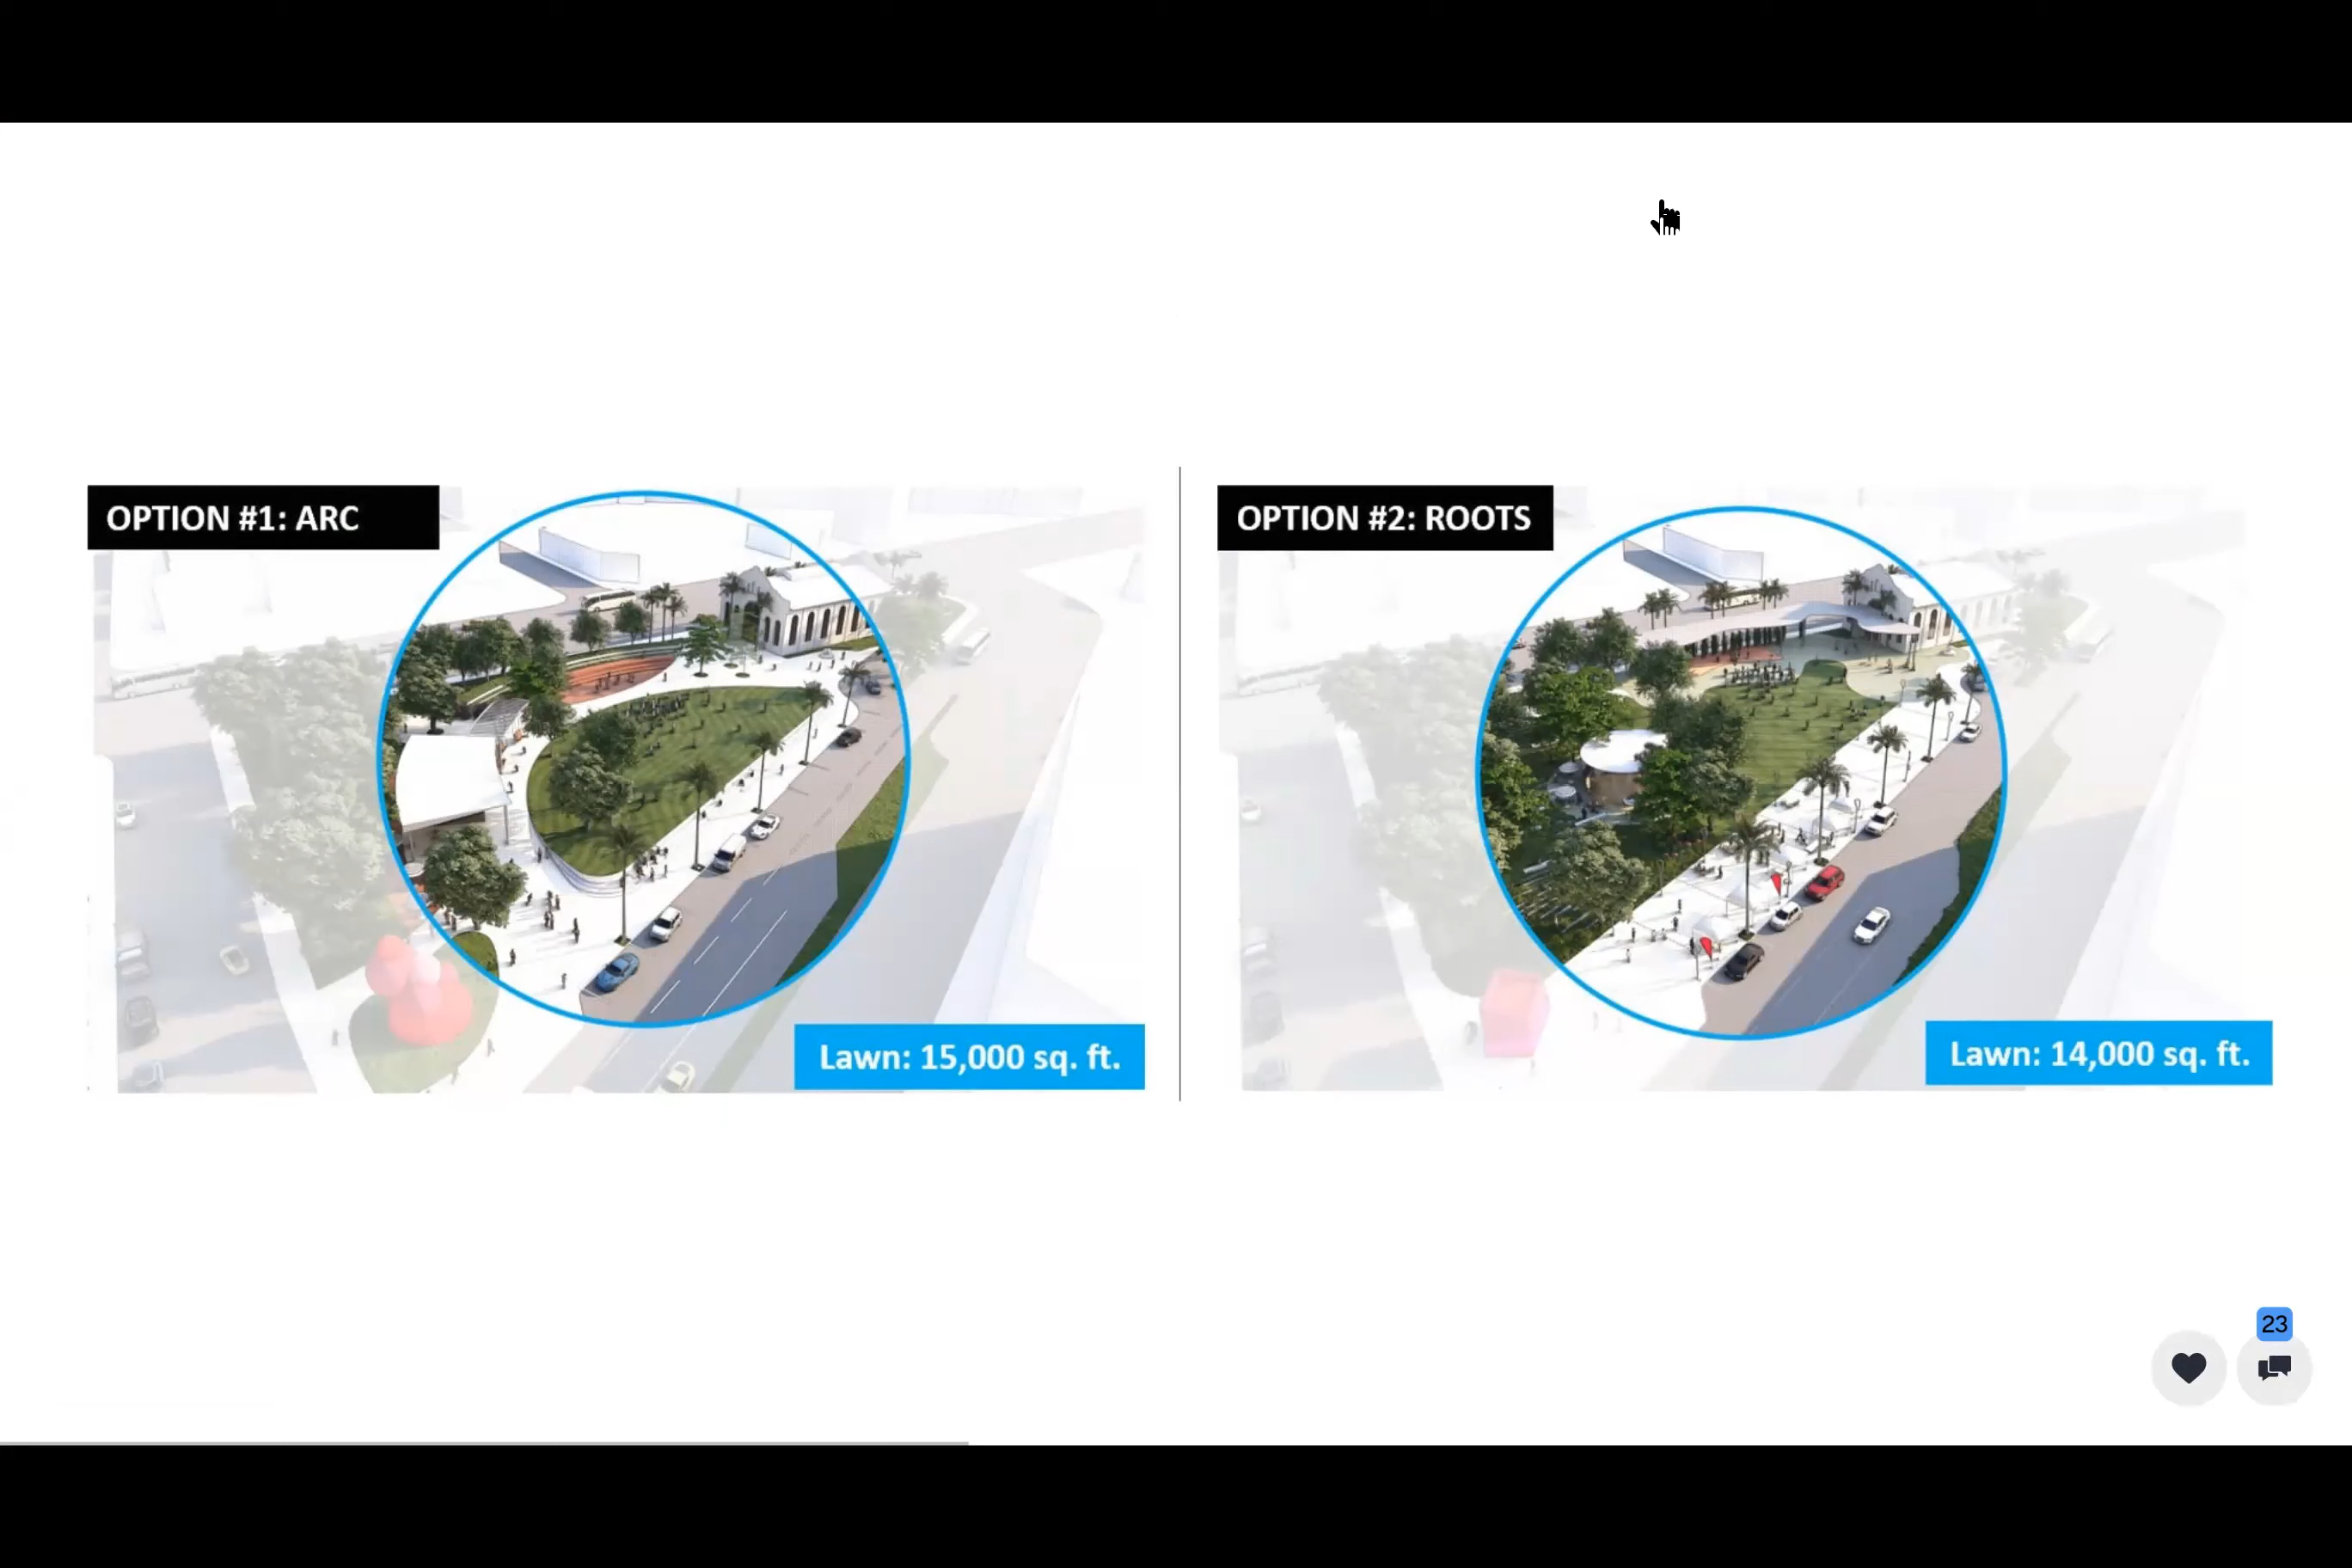 OPTION #1: ARC
Lawn: 15,000 sq. ft.
OPTION #2: ROOTS
Lawn: 14,000 sq. ft.
23